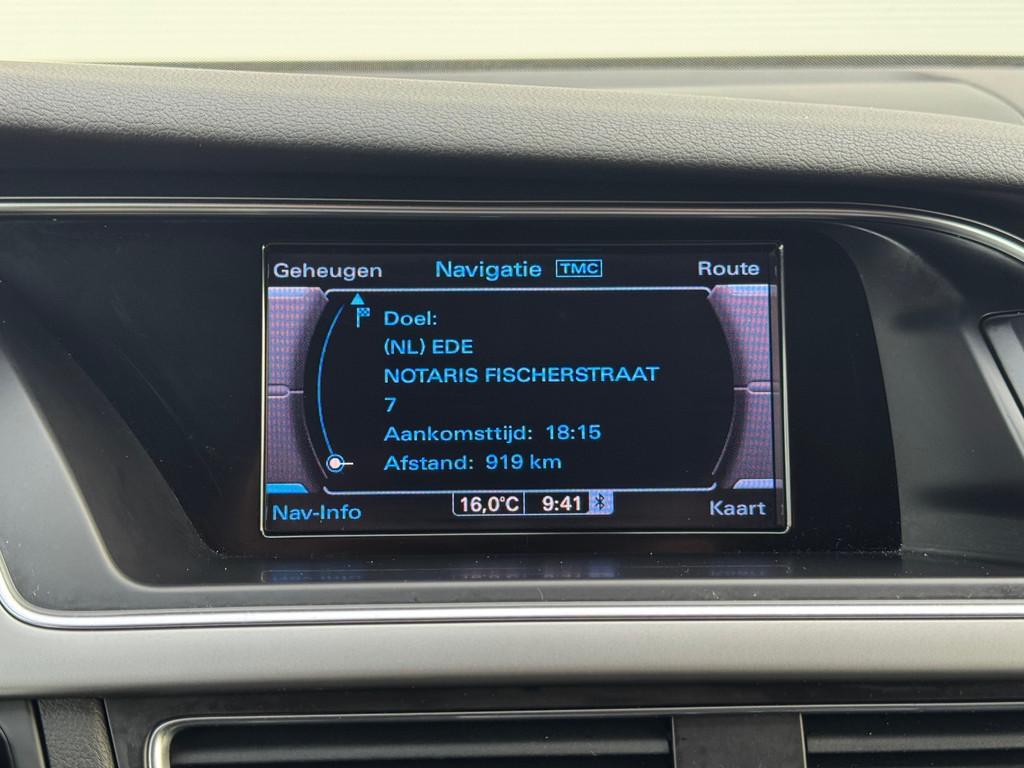 Geheugen Navigatie TMC Route
Doel:
(NL) EDE
NOTARIS FISCHERSTRAAT
7
Aankomsttijd: 18:15
Afstand: 919 km
Nav-Info 16,0°C 9:41 Kaart